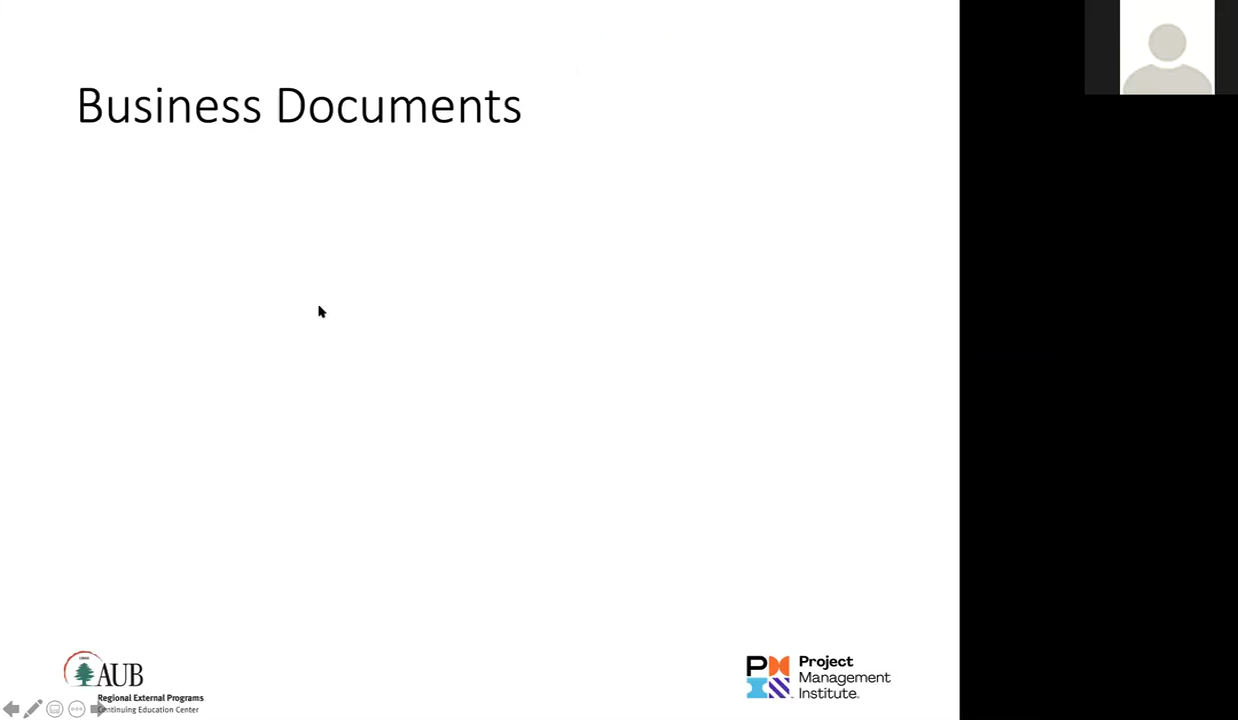 Business Documents
AUB
Regional External Programs
Continuing Education Center
Project
Management
Institute